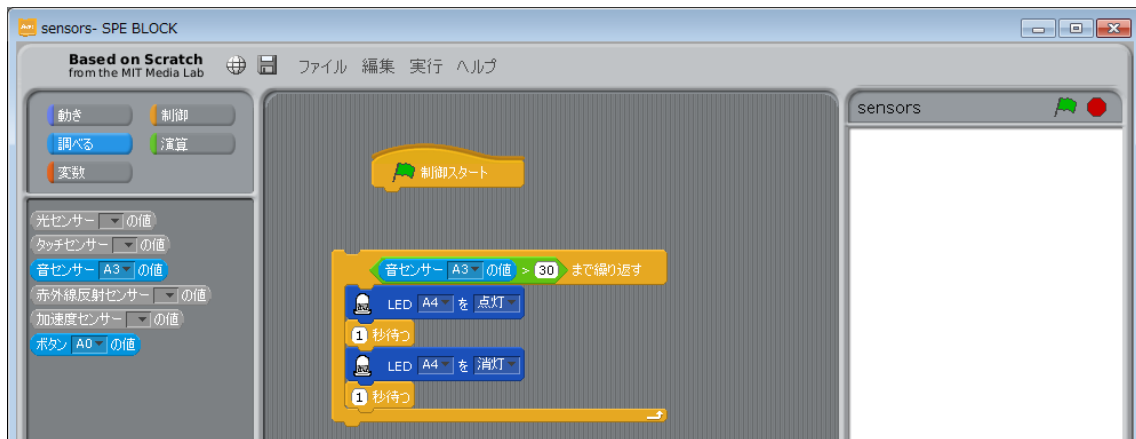 sensors- SPE BLOCK
Based on Scratch
from the MIT Media Lab
ファイル 編集 実行 ヘルプ
動き 制御
調べる 演算
変数
光センサー の値
タッチセンサー の値
音センサー A3 の値
赤外線反射センサー の値
加速度センサー の値
ボタン A0 の値
制御スタート
音センサー A3 の値 > 30 まで繰り返す
LED A4 を 点灯
1 秒待つ
LED A4 を 消灯
1 秒待つ
sensors